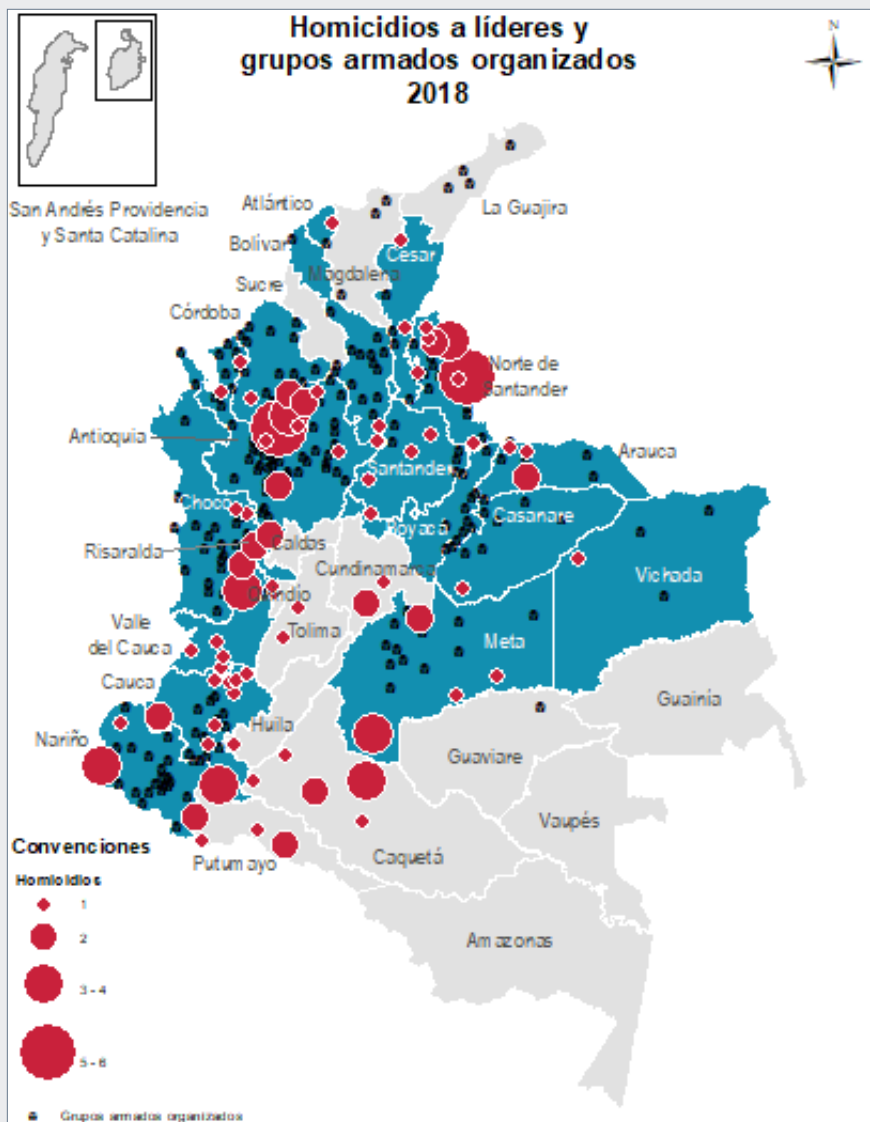 Homicidios a líderes y
grupos armados organizados
2018
N
San Andrés Providencia
y Santa Catalina
Atlántico
La Guajira
Bolívar
Cesar
Magdalena
Sucre
Córdoba
Norte de
Santander
Antioquia
Arauca
Santander
Chocó
Boyacá
Casanare
Risaralda
Caldas
Cundinamarca
Vichada
Quindío
Valle
del Cauca
Tolima
Meta
Cauca
Guainía
Huila
Nariño
Guaviare
Vaupés
Convenciones
Putumayo
Caquetá
Homicidios
1
Amazonas
2
3 - 4
5 - 6
Grupos armados organizados